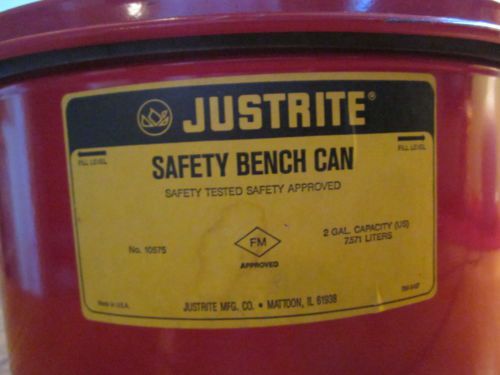 JUSTRITE®
FILL LEVEL
FILL LEVEL
SAFETY BENCH CAN
SAFETY TESTED SAFETY APPROVED
No. 10575
FM
APPROVED
2 GAL. CAPACITY (US)
7.571 LITERS
Made in U.S.A.
JUSTRITE MFG. CO. • MATTOON, IL 61938